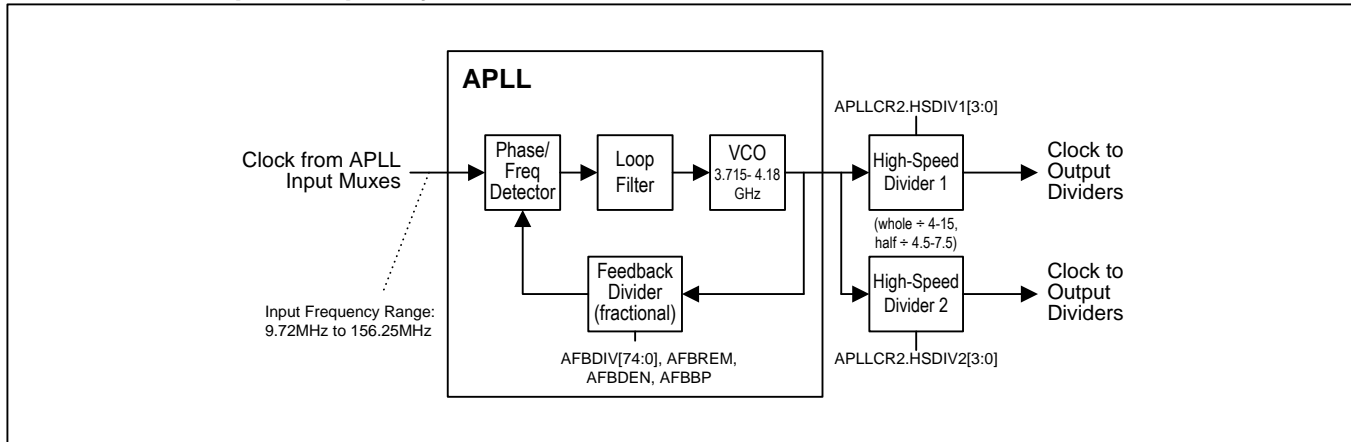 APLL
APLLCR2.HSDIV1[3:0]
Clock from APLL
Input Muxes
Phase/
Freq
Detector
Loop
Filter
VCO
3.715- 4.18
GHz
High-Speed
Divider 1
Clock to
Output
Dividers
(whole ÷ 4-15,
half ÷ 4.5-7.5)
Feedback
Divider
(fractional)
High-Speed
Divider 2
Clock to
Output
Dividers
Input Frequency Range:
9.72MHz to 156.25MHz
AFBDIV[74:0], AFBREM,
AFBDEN, AFBBP
APLLCR2.HSDIV2[3:0]